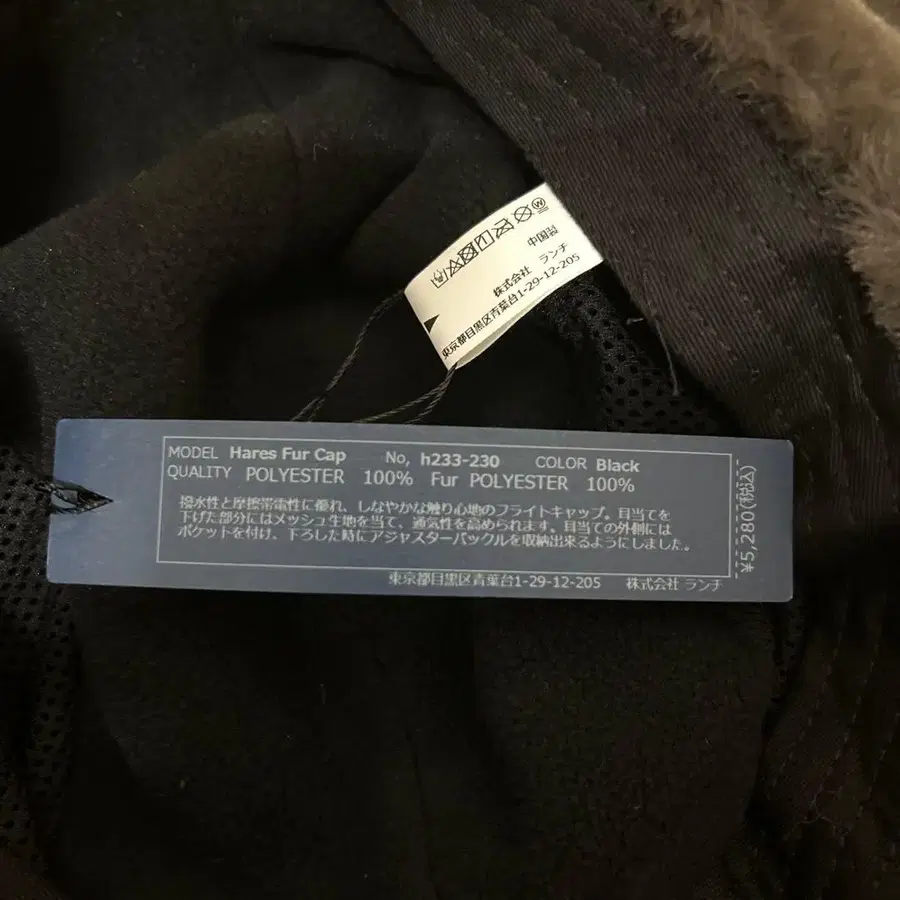 中国製
株式会社 ランチ
東京都目黒区青葉台1-29-12-205
MODEL Hares Fur Cap No, h233-230 COLOR Black
QUALITY POLYESTER 100% Fur POLYESTER 100%
撥水性と摩擦帯電性に優れ、しなやかな触り心地のフライトキャップ。目当てを
下げた部分にはメッシュ生地を当て、通気性を高められます。目当ての外側には
ポケットを付け、下ろした時にアジャスターバックルを収納出来るようにしました。
¥5,280(税込)
東京都目黒区青葉台1-29-12-205 株式会社 ランチ